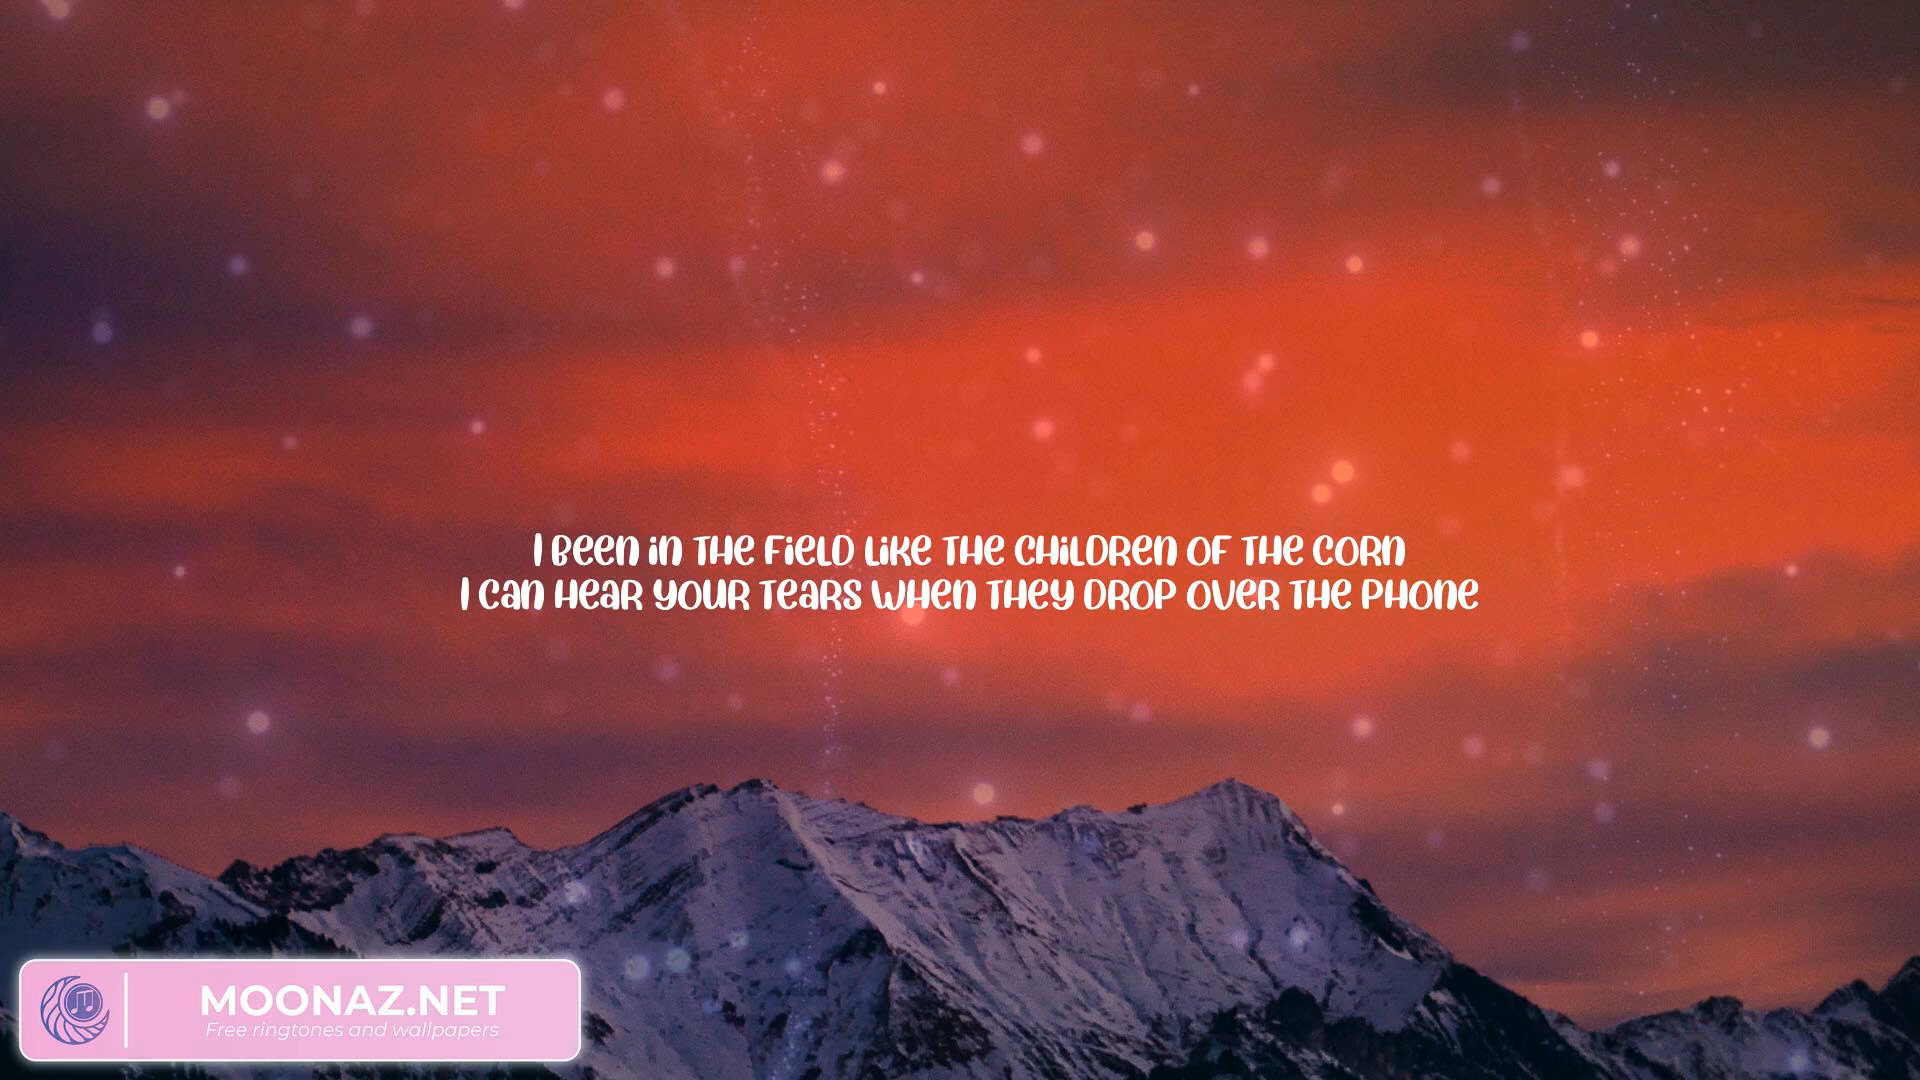 I BEEN IN THE FIELD LIKE THE CHILDREN OF THE CORN
I CAN HEAR YOUR TEARS WHEN THEY DROP OVER THE PHONE
MOONAZ.NET
Free ringtones and wallpapers